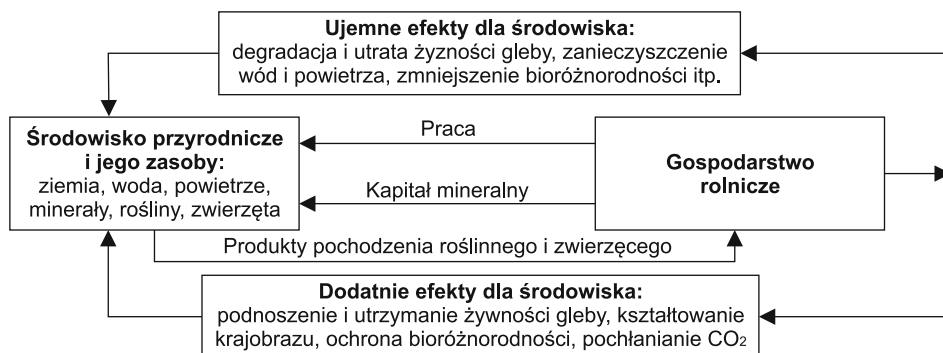 Ujemne efekty dla środowiska:
degradacja i utrata żyzności gleby, zanieczyszczenie
wód i powietrza, zmniejszenie bioróżnorodności itp.
Środowisko przyrodnicze
i jego zasoby:
ziemia, woda, powietrze,
minerały, rośliny, zwierzęta
Praca
Kapitał mineralny
Gospodarstwo
rolnicze
Produkty pochodzenia roślinnego i zwierzęcego
Dodatnie efekty dla środowiska:
podnoszenie i utrzymanie żywności gleby, kształtowanie
krajobrazu, ochrona bioróżnorodności, pochłanianie CO₂